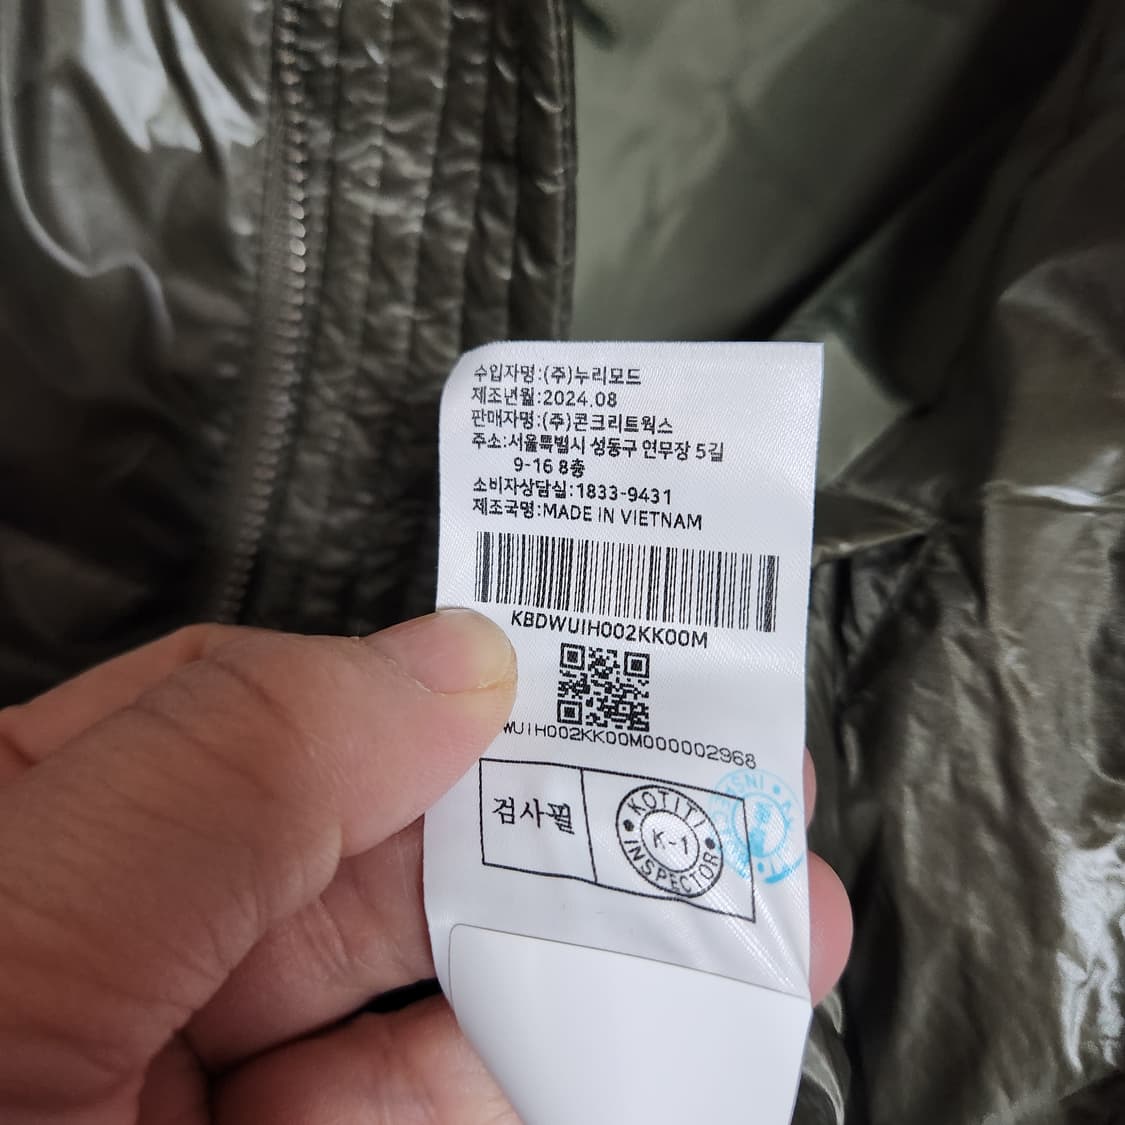 수입자명:(주)누리모드
제조년월:2024.08
판매자명:(주)콘크리트웍스
주소:서울특별시 성동구 연무장 5길
9-16 8층
소비자상담실:1833-9431
제조국명:MADE IN VIETNAM
KBDWUIH002KK00M
WUIH002KK00M000002968
검사필
KOTITI
K-1
INSPECTOR